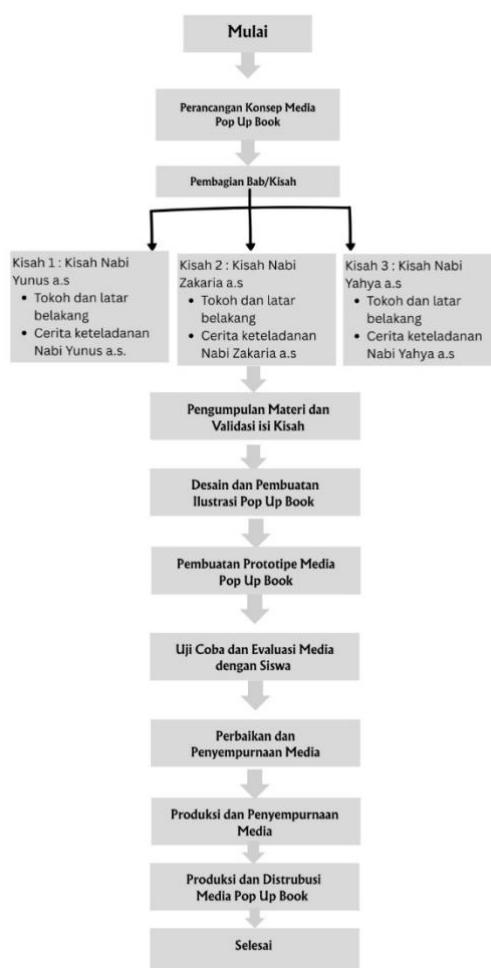 Mulai
Perancangan Konsep Media
Pop Up Book
Pembagian Bab/Kisah
Kisah 1 : Kisah Nabi
Yunus a.s
• Tokoh dan latar
belakang
• Cerita keteladanan
Nabi Yunus a.s.
Kisah 2 : Kisah Nabi
Zakaria a.s
• Tokoh dan latar
belakang
• Cerita keteladanan
Nabi Zakaria a.s
Kisah 3 : Kisah Nabi
Yahya a.s
• Tokoh dan latar
belakang
• Cerita keteladanan
Nabi Yahya a.s
Pengumpulan Materi dan
Validasi isi Kisah
Desain dan Pembuatan
Ilustrasi Pop Up Book
Pembuatan Prototipe Media
Pop Up Book
Uji Coba dan Evaluasi Media
dengan Siswa
Perbaikan dan
Penyempurnaan Media
Produksi dan Penyempurnaan
Media
Produksi dan Distrubusi
Media Pop Up Book
Selesai